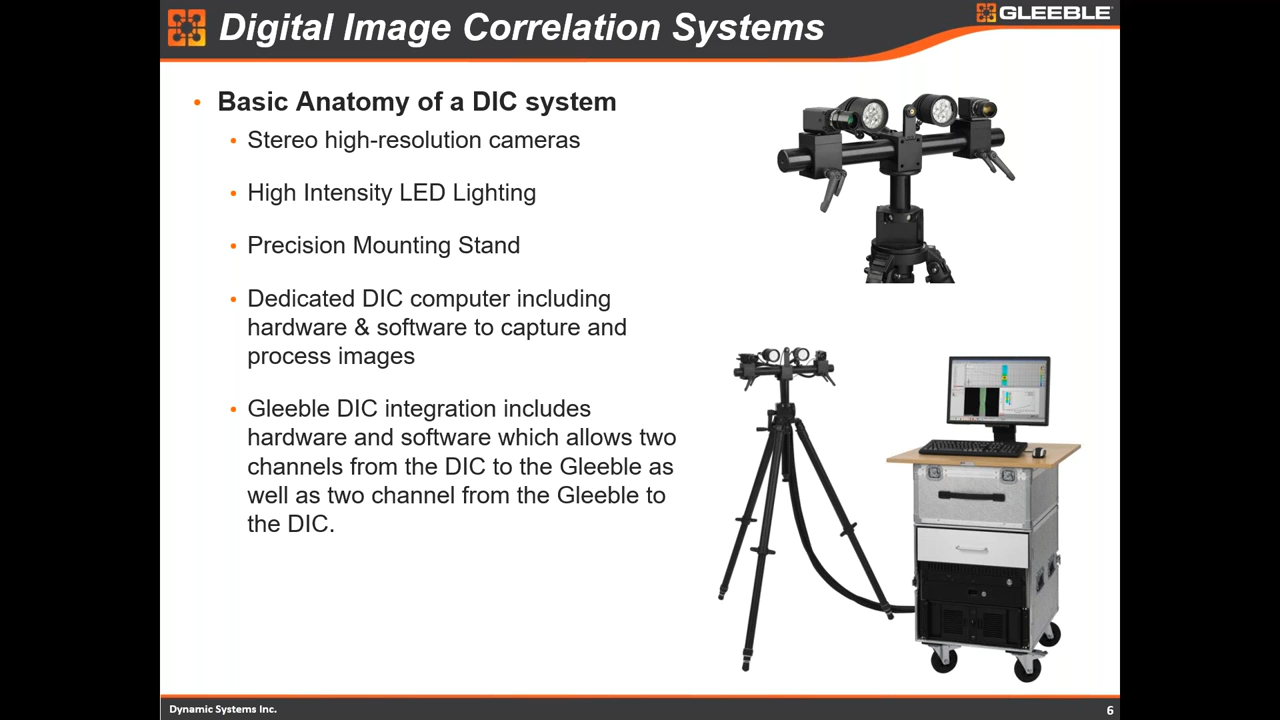 Digital Image Correlation Systems
GLEEBLE
• Basic Anatomy of a DIC system
• Stereo high-resolution cameras
• High Intensity LED Lighting
• Precision Mounting Stand
• Dedicated DIC computer including
hardware & software to capture and
process images
• Gleeble DIC integration includes
hardware and software which allows two
channels from the DIC to the Gleeble as
well as two channel from the Gleeble to
the DIC.
Dynamic Systems Inc.
6